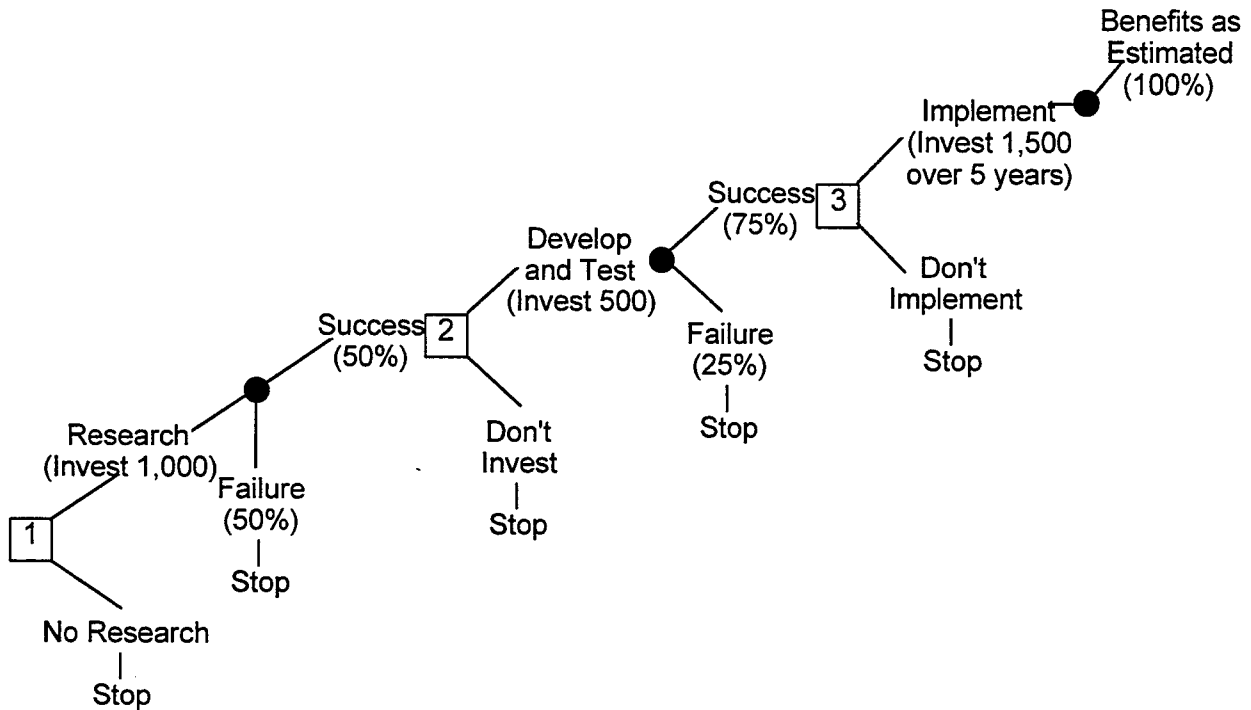 Benefits as
Estimated
(100%)
Implement
(Invest 1,500
over 5 years)
Success
(75%)
3
Develop
and Test
(Invest 500)
Don't
Implement
Stop
Success
(50%)
2
Failure
(25%)
Stop
Research
(Invest 1,000)
Don't
Invest
Stop
Failure
(50%)
Stop
1
No Research
Stop